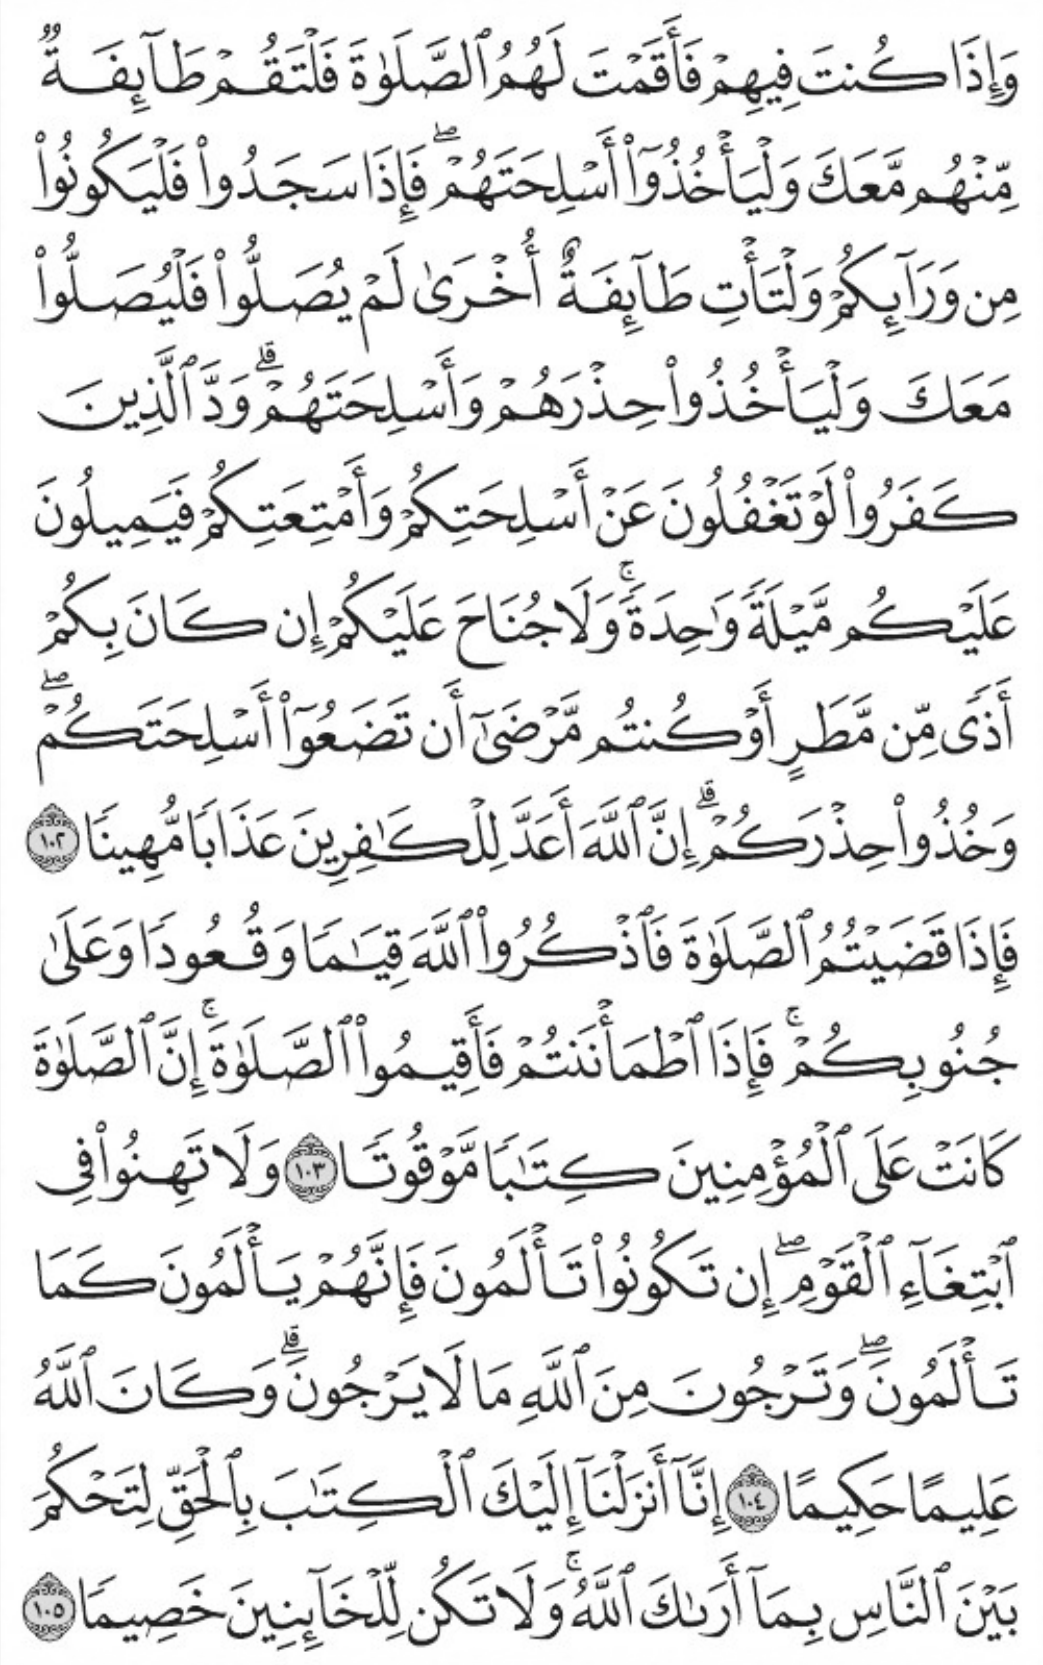 وَإِذَا كُنتَ فِيهِمْ فَأَقَمْتَ لَهُمُ ٱلصَّلَوٰةَ فَلْتَقُمْ طَآئِفَةٌ
مِّنْهُم مَّعَكَ وَلْيَأْخُذُوٓا۟ أَسْلِحَتَهُمْ ۖ فَإِذَا سَجَدُوا۟ فَلْيَكُونُوا۟
مِن وَرَآئِكُمْ وَلْتَأْتِ طَآئِفَةٌ أُخْرَىٰ لَمْ يُصَلُّوا۟ فَلْيُصَلُّوا۟
مَعَكَ وَلْيَأْخُذُوا۟ حِذْرَهُمْ وَأَسْلِحَتَهُمْ ۗ وَدَّ ٱلَّذِينَ
كَفَرُوا۟ لَوْ تَغْفُلُونَ عَنْ أَسْلِحَتِكُمْ وَأَمْتِعَتِكُمْ فَيَمِيلُونَ
عَلَيْكُم مَّيْلَةً وَٰحِدَةً ۚ وَلَا جُنَاحَ عَلَيْكُمْ إِن كَانَ بِكُمْ
أَذًى مِّن مَّطَرٍ أَوْ كُنتُم مَّرْضَىٰٓ أَن تَضَعُوٓا۟ أَسْلِحَتَكُمْ ۖ
وَخُذُوا۟ حِذْرَكُمْ ۗ إِنَّ ٱللَّهَ أَعَدَّ لِلْكَـٰفِرِينَ عَذَابًا مُّهِينًا ١٠٢
فَإِذَا قَضَيْتُمُ ٱلصَّلَوٰةَ فَٱذْكُرُوا۟ ٱللَّهَ قِيَـٰمًا وَقُعُودًا وَعَلَىٰ
جُنُوبِكُمْ ۚ فَإِذَا ٱطْمَأْنَنتُمْ فَأَقِيمُوا۟ ٱلصَّلَوٰةَ ۚ إِنَّ ٱلصَّلَوٰةَ
كَانَتْ عَلَى ٱلْمُؤْمِنِينَ كِتَـٰبًا مَّوْقُوتًا ١٠٣ وَلَا تَهِنُوا۟ فِى
ٱبْتِغَآءِ ٱلْقَوْمِ ۖ إِن تَكُونُوا۟ تَأْلَمُونَ فَإِنَّهُمْ يَأْلَمُونَ كَمَا
تَأْلَمُونَ ۖ وَتَرْجُونَ مِنَ ٱللَّهِ مَا لَا يَرْجُونَ ۗ وَكَانَ ٱللَّهُ
عَلِيمًا حَكِيمًا ١٠٤ إِنَّآ أَنزَلْنَآ إِلَيْكَ ٱلْكِتَـٰبَ بِٱلْحَقِّ لِتَحْكُمَ
بَيْنَ ٱلنَّاسِ بِمَآ أَرَىٰكَ ٱللَّهُ ۚ وَلَا تَكُن لِّلْخَآئِنِينَ خَصِيمًا ١٠٥